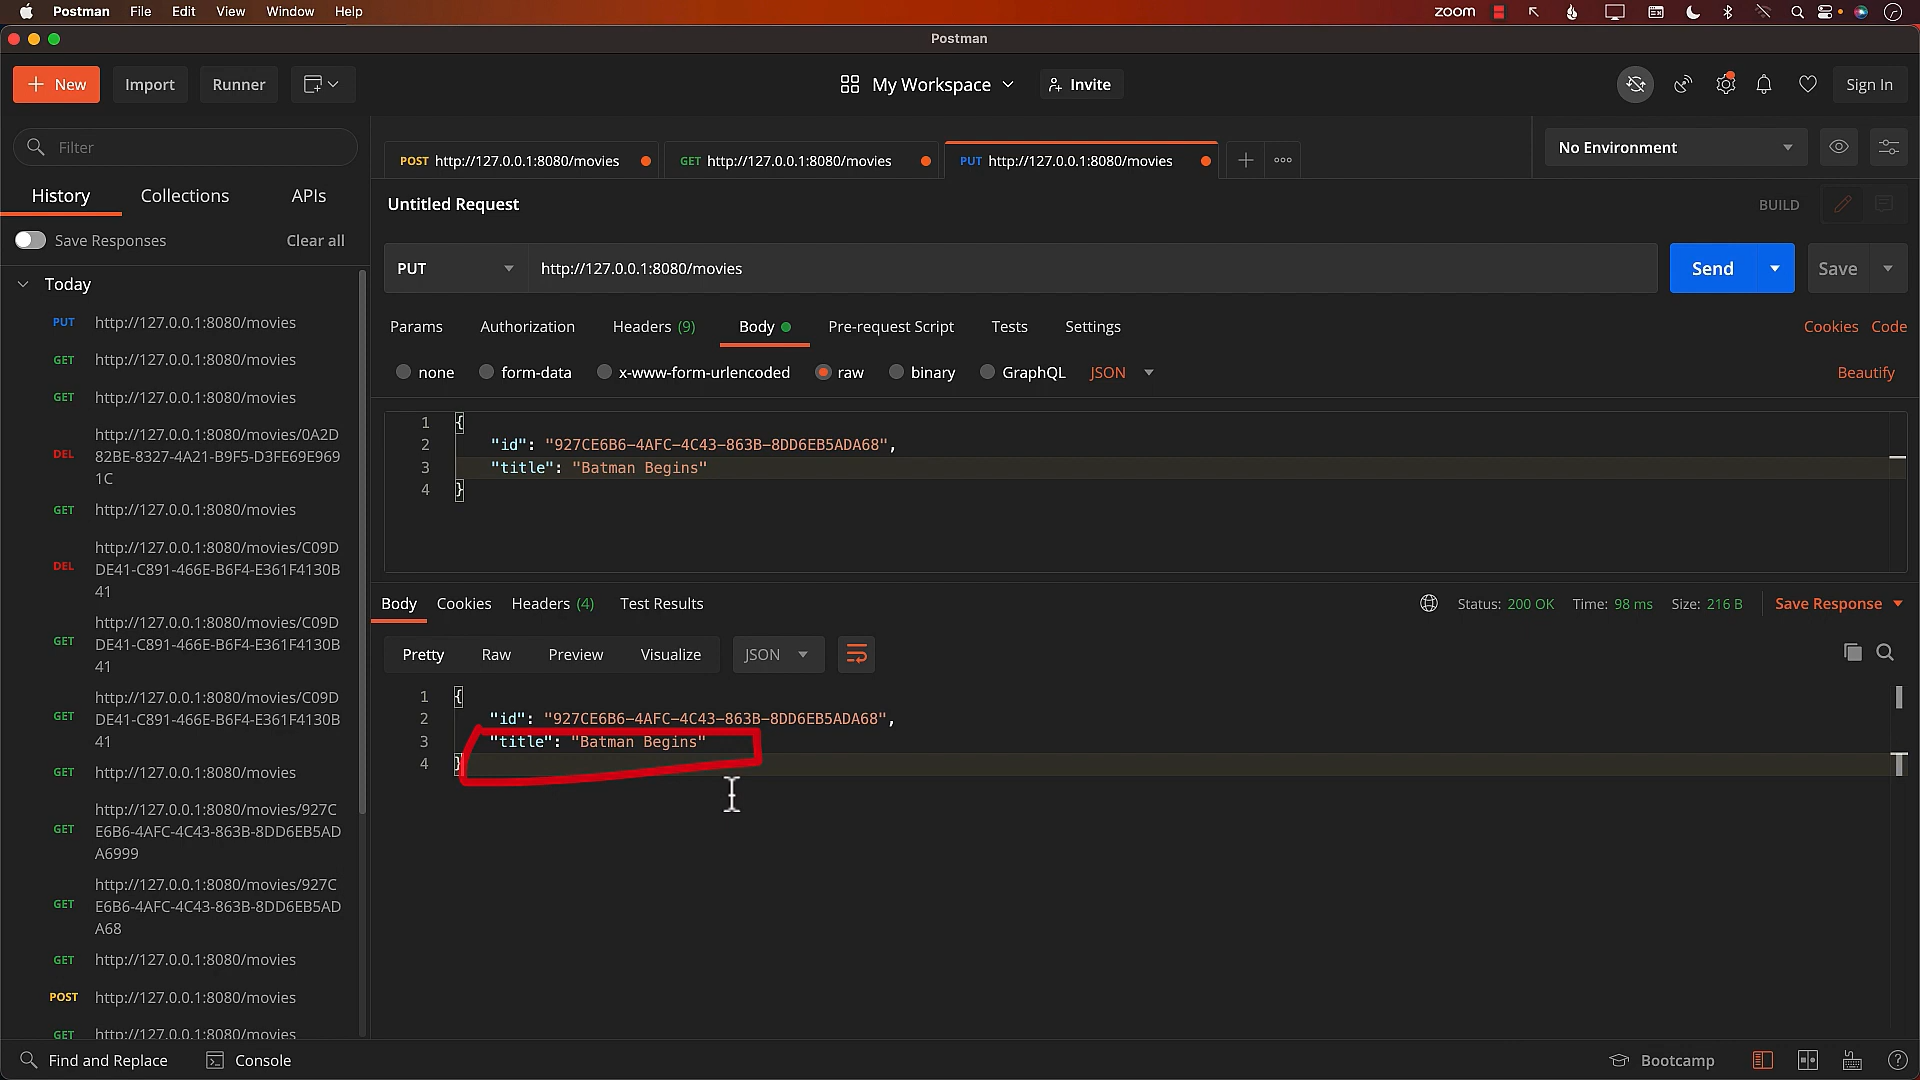 Postman File Edit View Window Help
zoom
Postman
New Import Runner
My Workspace
Invite
Sign In
Filter
POST http://127.0.0.1:8080/movies
GET http://127.0.0.1:8080/movies
PUT http://127.0.0.1:8080/movies
No Environment
History Collections APIs
Untitled Request
BUILD
Save Responses Clear all
PUT http://127.0.0.1:8080/movies
Send Save
Params Authorization Headers (9) Body Pre-request Script Tests Settings
Cookies Code
none form-data x-www-form-urlencoded raw binary GraphQL JSON
Beautify
1 {
2 "id": "927CE6B6-4AFC-4C43-863B-8DD6EB5ADA68",
3 "title": "Batman Begins"
4 }
Body Cookies Headers (4) Test Results
Status: 200 OK Time: 98 ms Size: 216 B Save Response
Pretty Raw Preview Visualize JSON
1 {
2 "id": "927CE6B6-4AFC-4C43-863B-8DD6EB5ADA68",
3 "title": "Batman Begins"
4 }
Today
PUT http://127.0.0.1:8080/movies
GET http://127.0.0.1:8080/movies
GET http://127.0.0.1:8080/movies
DEL http://127.0.0.1:8080/movies/0A2D
82BE-8327-4A21-B9F5-D3FE69E969
1C
GET http://127.0.0.1:8080/movies
DEL http://127.0.0.1:8080/movies/C09D
DE41-C891-466E-B6F4-E361F4130B
41
GET http://127.0.0.1:8080/movies/C09D
DE41-C891-466E-B6F4-E361F4130B
41
GET http://127.0.0.1:8080/movies/C09D
DE41-C891-466E-B6F4-E361F4130B
41
GET http://127.0.0.1:8080/movies
GET http://127.0.0.1:8080/movies/927C
E6B6-4AFC-4C43-863B-8DD6EB5AD
A6999
GET http://127.0.0.1:8080/movies/927C
E6B6-4AFC-4C43-863B-8DD6EB5AD
A68
GET http://127.0.0.1:8080/movies
POST http://127.0.0.1:8080/movies
GET http://127.0.0.1:8080/movies
Find and Replace Console
Bootcamp